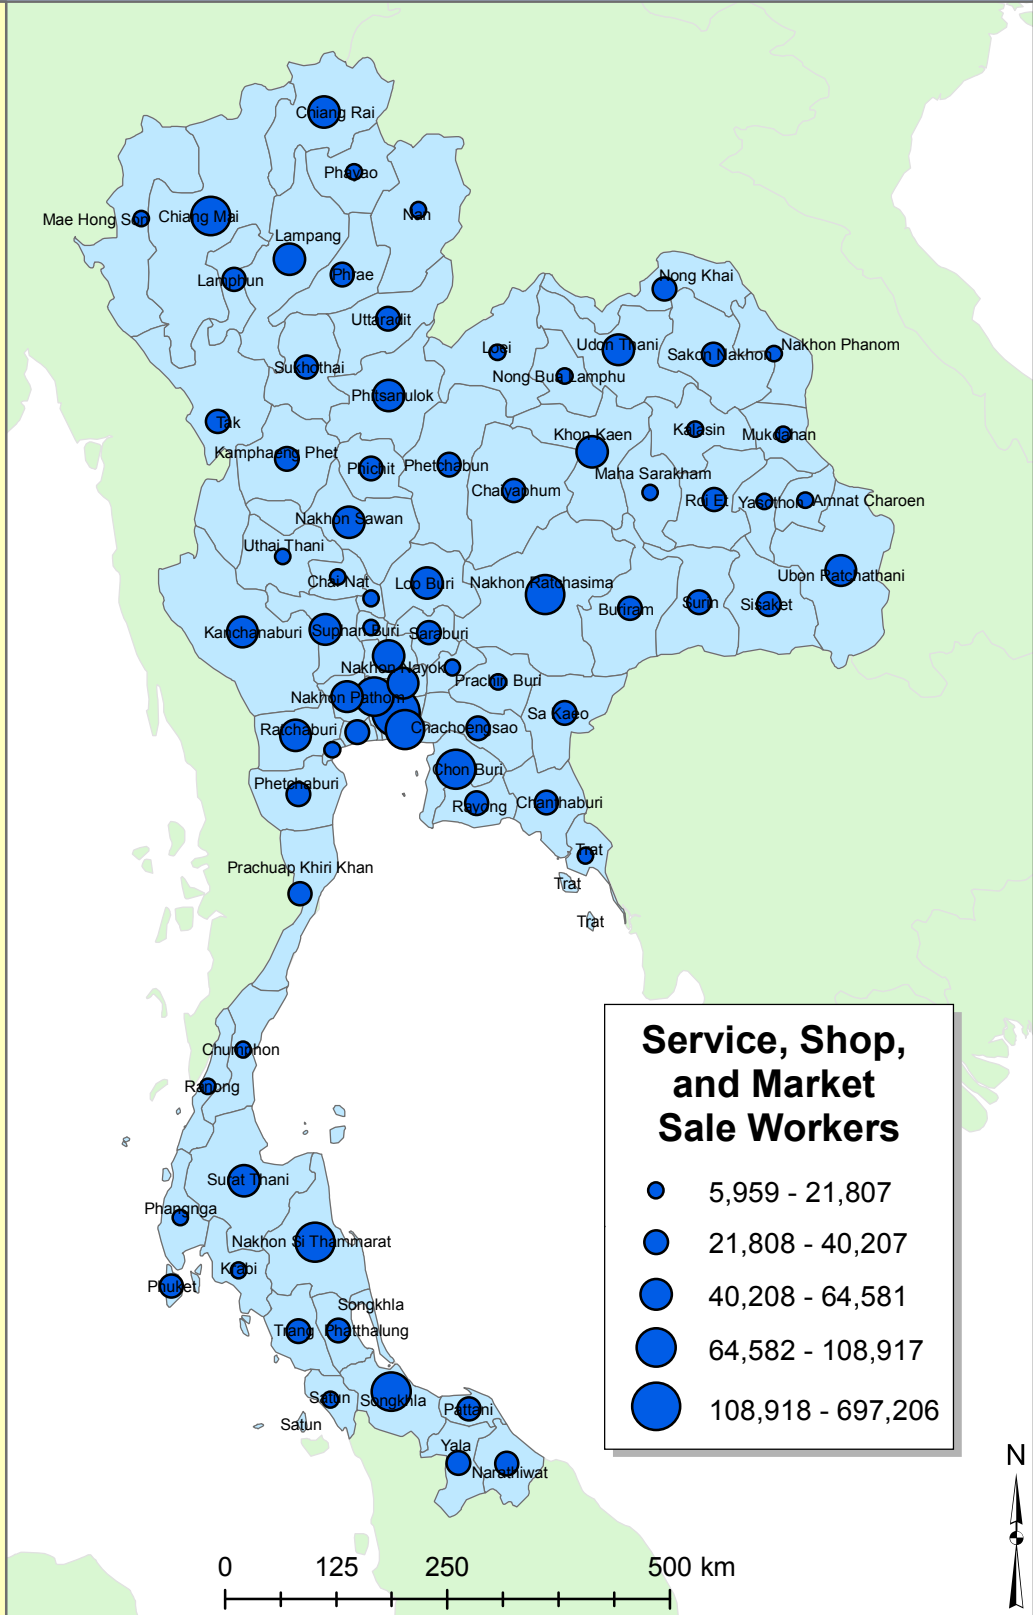 Chiang Rai
Phayao
Nan
Mae Hong Son
Chiang Mai
Lampang
Lamphun
Phrae
Nong Khai
Uttaradit
Loei
Udon Thani
Sakon Nakhon
Nakhon Phanom
Sukhothai
Nong Bua Lamphu
Phitsanulok
Tak
Khon Kaen
Kalasin
Mukdahan
Kamphaeng Phet
Phichit
Phetchabun
Maha Sarakham
Chaiyaphum
Roi Et
Yasothon
Amnat Charoen
Nakhon Sawan
Uthai Thani
Chai Nat
Lop Buri
Nakhon Ratchasima
Ubon Ratchathani
Buriram
Surin
Sisaket
Kanchanaburi
Suphan Buri
Saraburi
Nakhon Nayok
Prachin Buri
Nakhon Pathom
Sa Kaeo
Ratchaburi
Chachoengsao
Chon Buri
Phetchaburi
Rayong
Chanthaburi
Trat
Prachuap Khiri Khan
Trat
Trat
Chumphon
Ranong
Surat Thani
Phangnga
Nakhon Si Thammarat
Krabi
Phuket
Songkhla
Trang
Phatthalung
Satun
Songkhla
Pattani
Satun
Yala
Narathiwat
Service, Shop,
and Market
Sale Workers
5,959 - 21,807
21,808 - 40,207
40,208 - 64,581
64,582 - 108,917
108,918 - 697,206
N
0 125 250 500 km